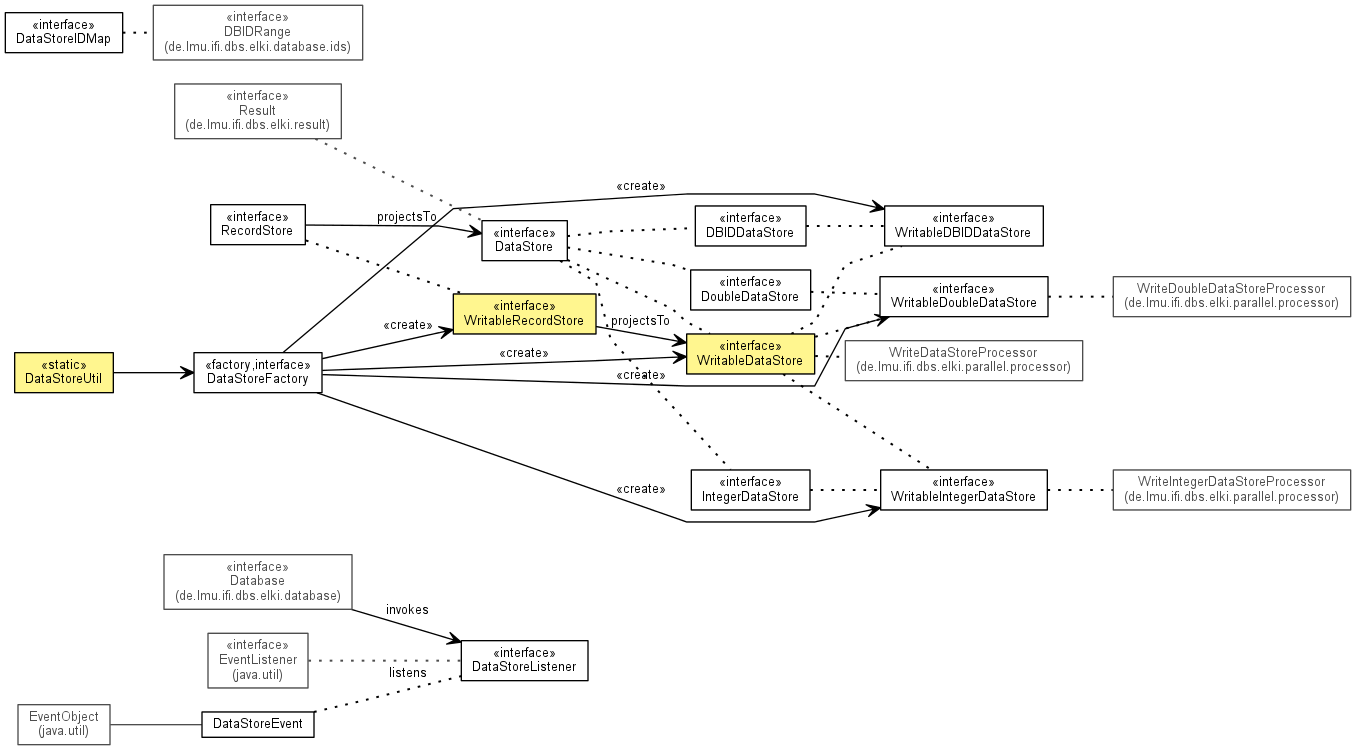 «interface»
DataStoreIDMap
«interface»
DBIDRange
(de.lmu.ifi.dbs.elki.database.ids)
«interface»
Result
(de.lmu.ifi.dbs.elki.result)
«create»
«interface»
RecordStore
projectsTo
«interface»
DataStore
«interface»
DBIDDataStore
«interface»
WritableDBIDDataStore
«interface»
DoubleDataStore
«interface»
WritableDoubleDataStore
WriteDoubleDataStoreProcessor
(de.lmu.ifi.dbs.elki.parallel.processor)
«interface»
WritableRecordStore
projectsTo
«create»
«interface»
WritableDataStore
WriteDataStoreProcessor
(de.lmu.ifi.dbs.elki.parallel.processor)
«static»
DataStoreUtil
«factory,interface»
DataStoreFactory
«create»
«create»
«create»
«interface»
IntegerDataStore
«interface»
WritableIntegerDataStore
WriteIntegerDataStoreProcessor
(de.lmu.ifi.dbs.elki.parallel.processor)
«interface»
Database
(de.lmu.ifi.dbs.elki.database)
invokes
«interface»
EventListener
(java.util)
«interface»
DataStoreListener
listens
EventObject
(java.util)
DataStoreEvent